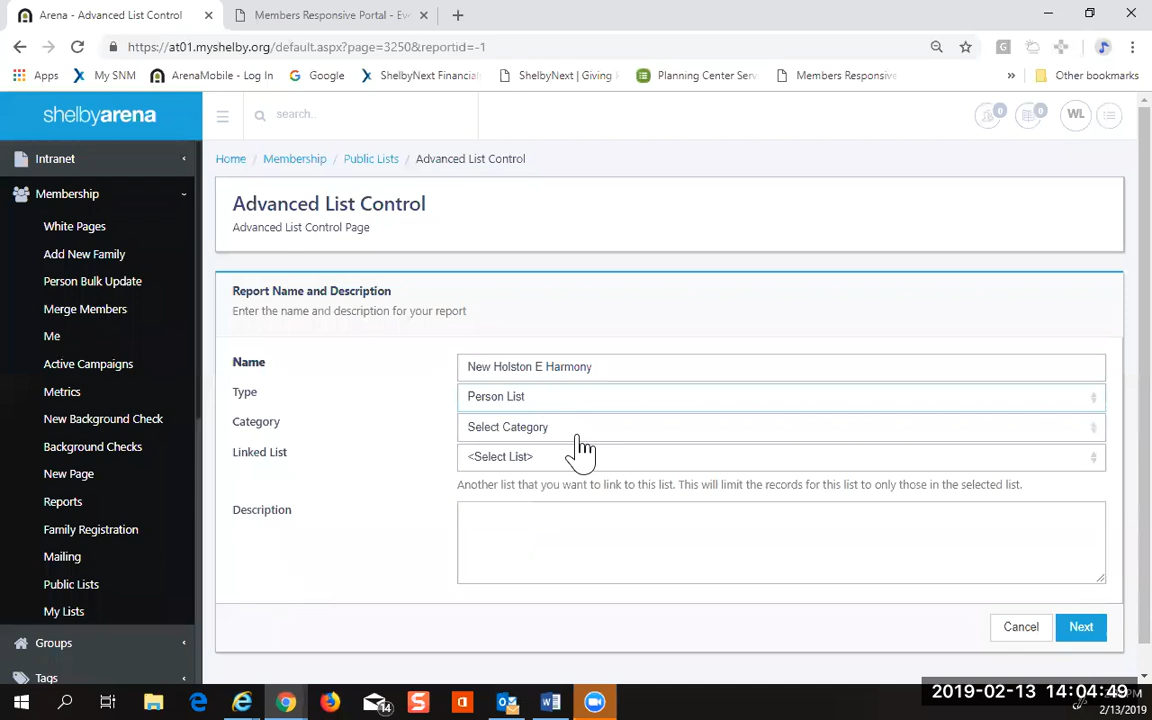 Arena - Advanced List Control
Members Responsive Portal - Eve
https://at01.myshelby.org/default.aspx?page=3250&reportid=-1
Apps
My SNM
ArenaMobile - Log In
Google
ShelbyNext Financial
ShelbyNext | Giving
Planning Center Serv
Members Responsive
Other bookmarks
shelbyarena
search..
0
0
WL
Intranet
Home / Membership / Public Lists / Advanced List Control
Membership
Advanced List Control
Advanced List Control Page
White Pages
Add New Family
Person Bulk Update
Merge Members
Me
Active Campaigns
Metrics
New Background Check
Background Checks
New Page
Reports
Family Registration
Mailing
Public Lists
My Lists
Groups
Tags
Report Name and Description
Enter the name and description for your report
Name
New Holston E Harmony
Type
Person List
Category
Select Category
Linked List
<Select List>
Another list that you want to link to this list. This will limit the records for this list to only those in the selected list.
Description
Cancel
Next
14
2019-02-13 14:04:49
PM
2/13/2019